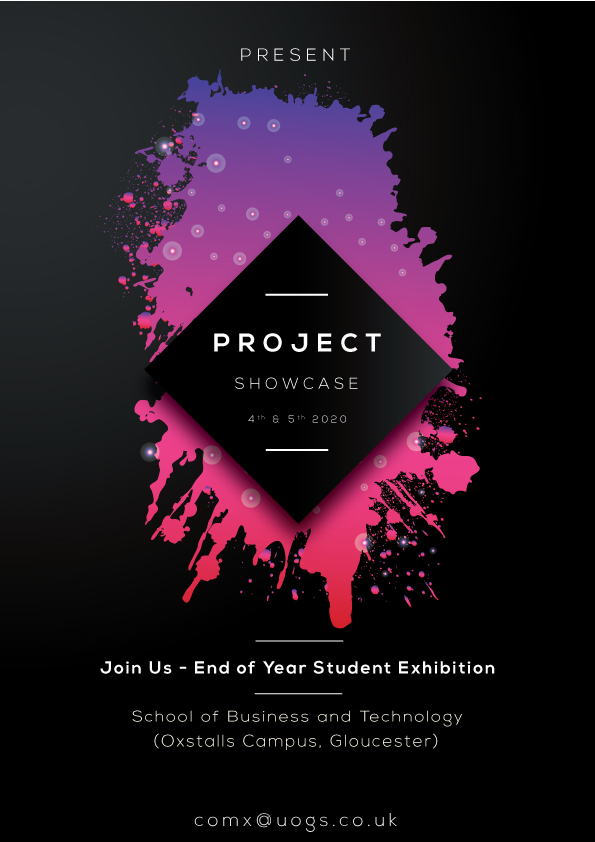 PRESENT
PROJECT
SHOWCASE
4th & 5th 2020
Join Us - End of Year Student Exhibition
School of Business and Technology
(Oxstalls Campus, Gloucester)
comx@uogs.co.uk